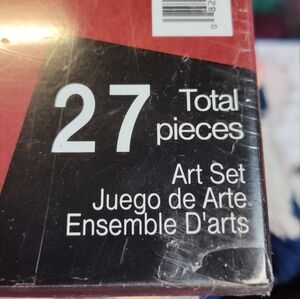 27 Total
pieces
Art Set
Juego de Arte
Ensemble D'arts